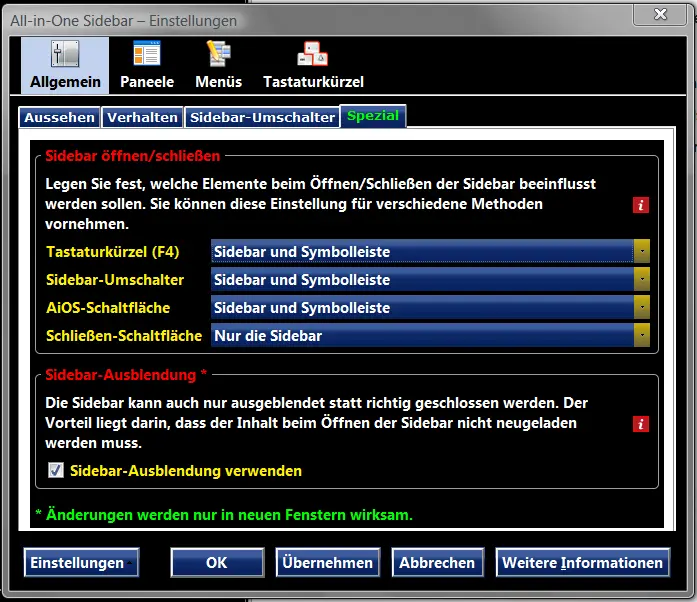 All-in-One Sidebar – Einstellungen
Allgemein Paneele Menüs Tastaturkürzel
Aussehen Verhalten Sidebar-Umschalter Spezial
Sidebar öffnen/schließen
Legen Sie fest, welche Elemente beim Öffnen/Schließen der Sidebar beeinflusst
werden sollen. Sie können diese Einstellung für verschiedene Methoden
vornehmen.
Tastaturkürzel (F4) Sidebar und Symbolleiste
Sidebar-Umschalter Sidebar und Symbolleiste
AiOS-Schaltfläche Sidebar und Symbolleiste
Schließen-Schaltfläche Nur die Sidebar
Sidebar-Ausblendung *
Die Sidebar kann auch nur ausgeblendet statt richtig geschlossen werden. Der
Vorteil liegt darin, dass der Inhalt beim Öffnen der Sidebar nicht neugeladen
werden muss.
Sidebar-Ausblendung verwenden
* Änderungen werden nur in neuen Fenstern wirksam.
Einstellungen OK Übernehmen Abbrechen Weitere Informationen